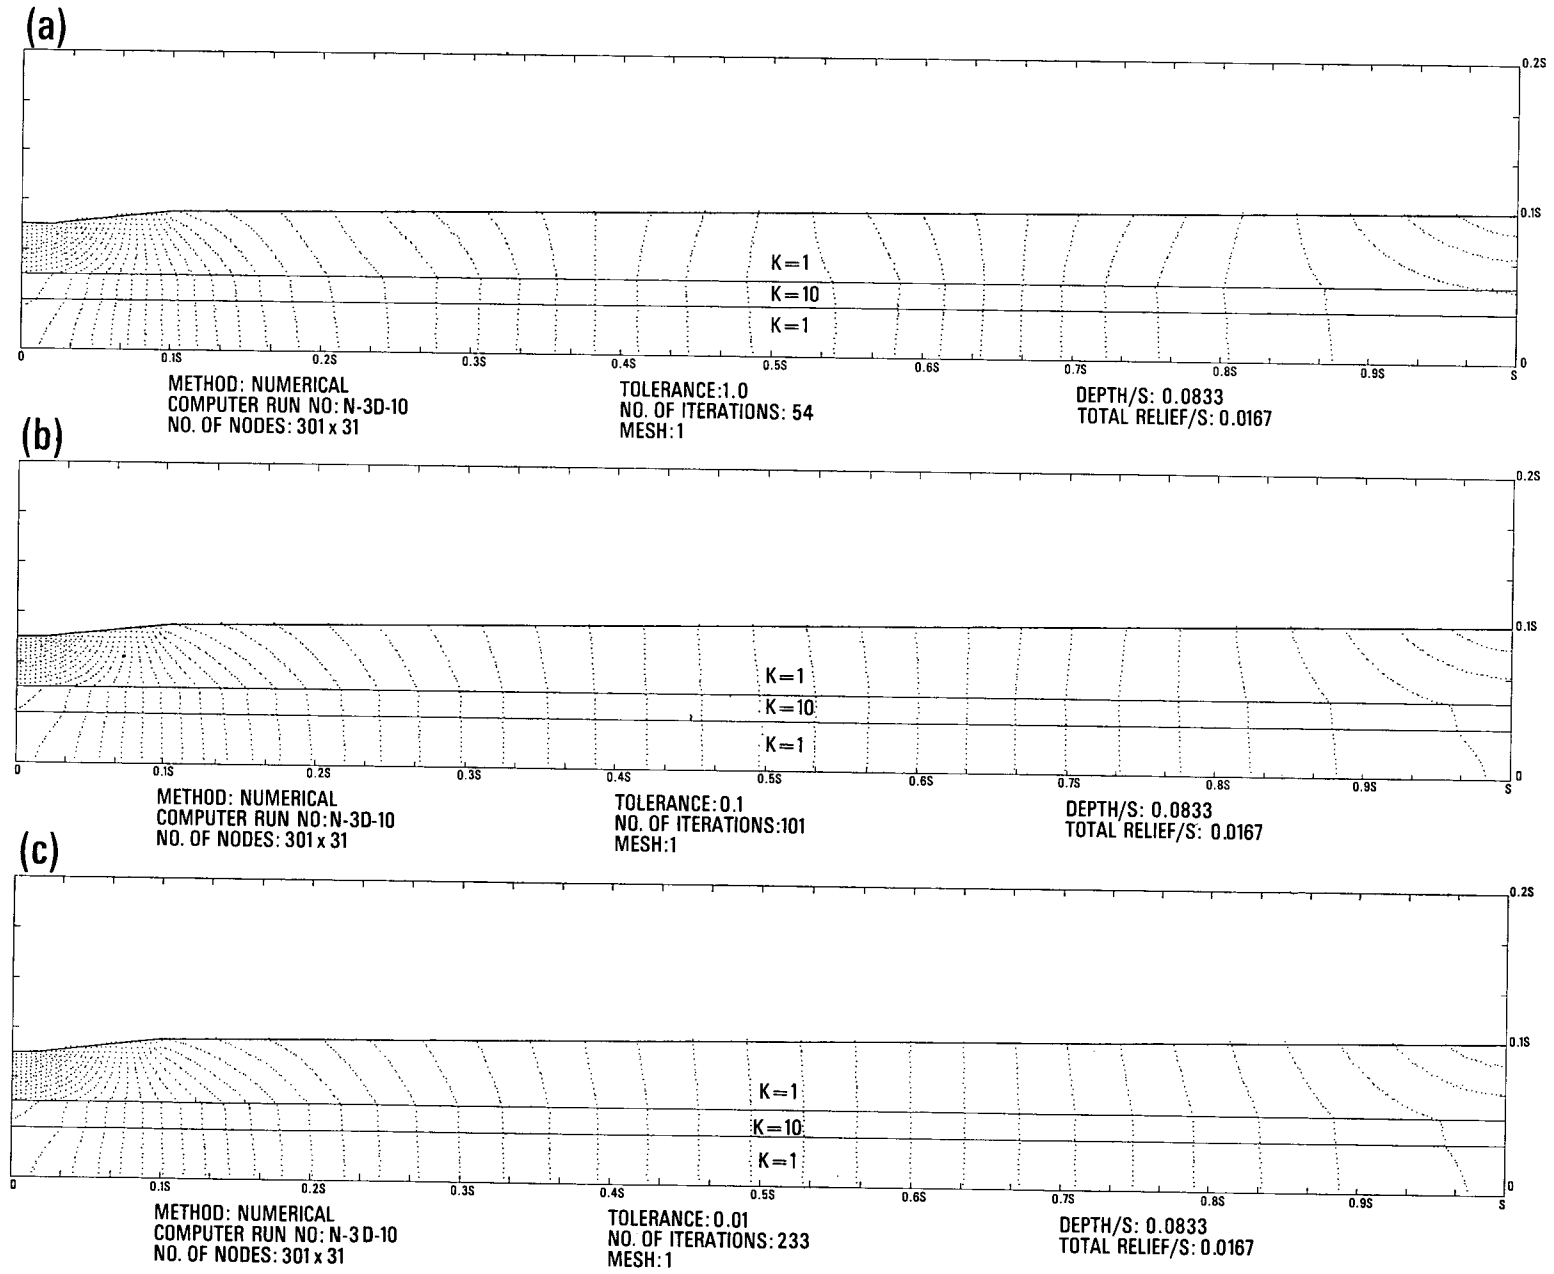 (a)
0.2S
0.1S
K=1
K=10
K=1
0 0.1S 0.2S 0.3S 0.4S 0.5S 0.6S 0.7S 0.8S 0.9S S
0
METHOD: NUMERICAL
COMPUTER RUN NO: N-3D-10
NO. OF NODES: 301 x 31
TOLERANCE:1.0
NO. OF ITERATIONS: 54
MESH:1
DEPTH/S: 0.0833
TOTAL RELIEF/S: 0.0167
(b)
0.2S
0.1S
K=1
K=10
K=1
0 0.1S 0.2S 0.3S 0.4S 0.5S 0.6S 0.7S 0.8S 0.9S S
0
METHOD: NUMERICAL
COMPUTER RUN NO: N-3D-10
NO. OF NODES: 301 x 31
TOLERANCE: 0.1
NO. OF ITERATIONS:101
MESH:1
DEPTH/S: 0.0833
TOTAL RELIEF/S: 0.0167
(c)
0.2S
0.1S
K=1
K=10
K=1
0 0.1S 0.2S 0.3S 0.4S 0.5S 0.6S 0.7S 0.8S 0.9S S
0
METHOD: NUMERICAL
COMPUTER RUN NO: N-3D-10
NO. OF NODES: 301 x 31
TOLERANCE: 0.01
NO. OF ITERATIONS: 233
MESH:1
DEPTH/S: 0.0833
TOTAL RELIEF/S: 0.0167